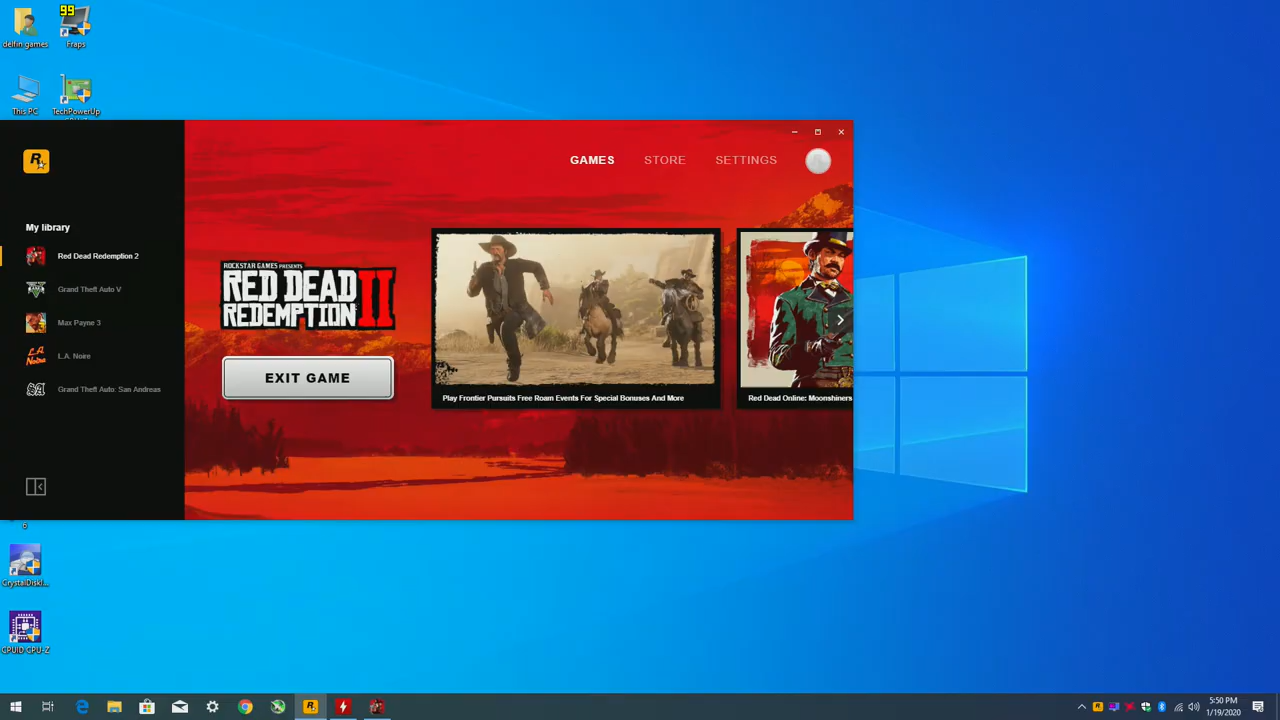 99
delfin games
Fraps
This PC
TechPowerUp
GAMES
STORE
SETTINGS
My library
Red Dead Redemption 2
Grand Theft Auto V
Max Payne 3
L.A. Noire
Grand Theft Auto: San Andreas
ROCKSTAR GAMES PRESENTS
RED DEAD
REDEMPTION II
EXIT GAME
Play Frontier Pursuits Free Roam Events For Special Bonuses And More
Red Dead Online: Moonshiners
6
CrystalDiskI...
CPUID CPU-Z
5:50 PM
1/19/2020